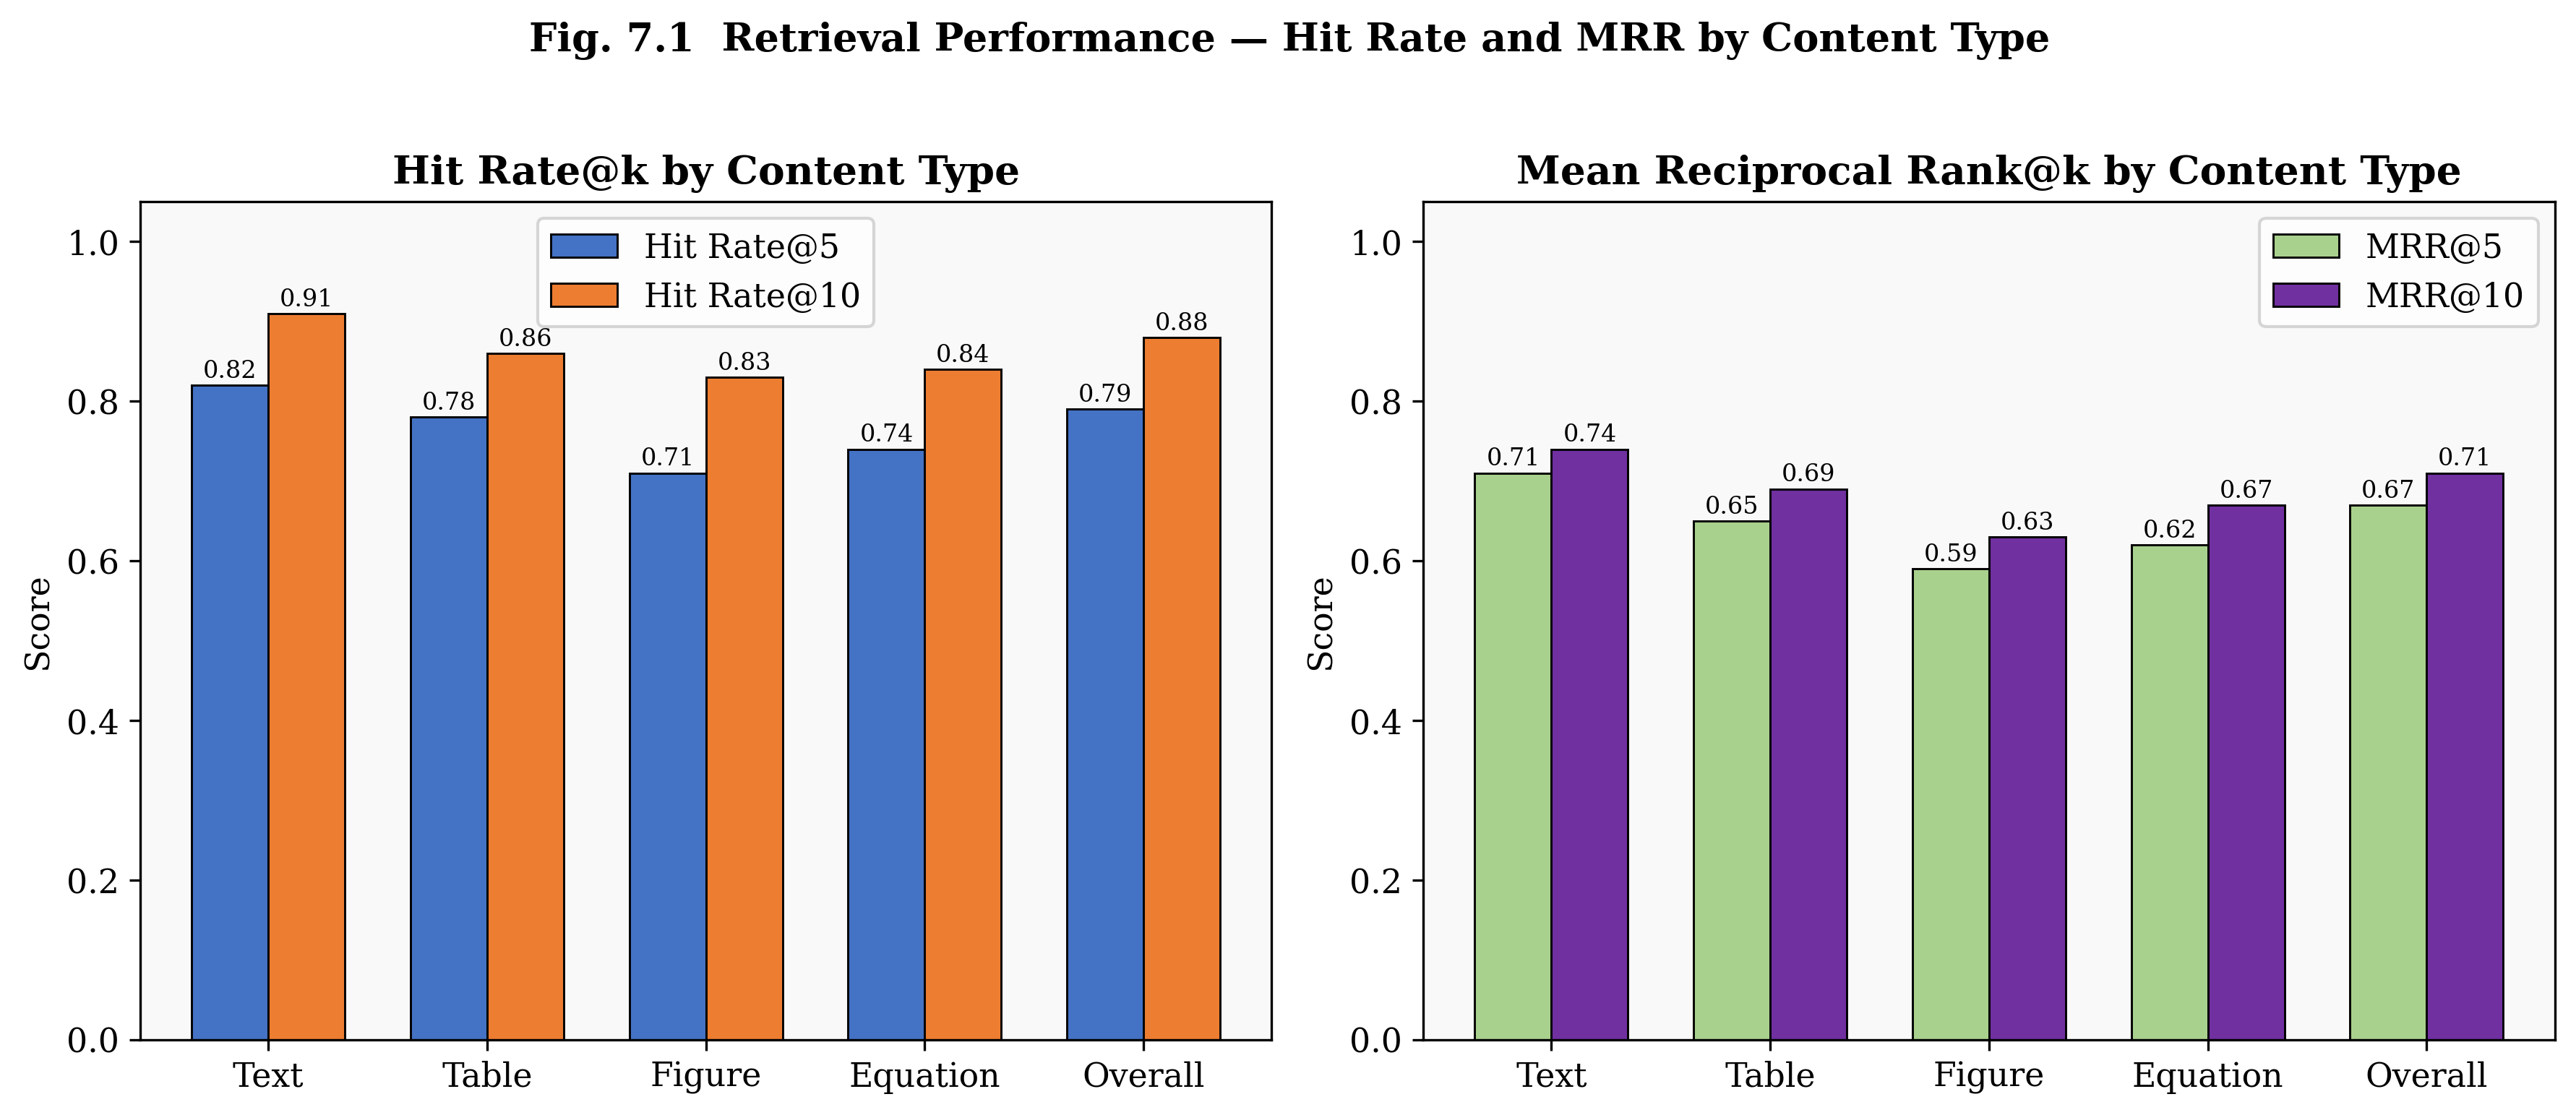 Fig. 7.1  Retrieval Performance — Hit Rate and MRR by Content Type
Hit Rate@k by Content Type
Hit Rate@5
Hit Rate@10
Score
1.0
0.8
0.6
0.4
0.2
0.0
0.82
0.91
0.78
0.86
0.71
0.83
0.74
0.84
0.79
0.88
Text
Table
Figure
Equation
Overall
Mean Reciprocal Rank@k by Content Type
MRR@5
MRR@10
Score
1.0
0.8
0.6
0.4
0.2
0.0
0.71
0.74
0.65
0.69
0.59
0.63
0.62
0.67
0.67
0.71
Text
Table
Figure
Equation
Overall